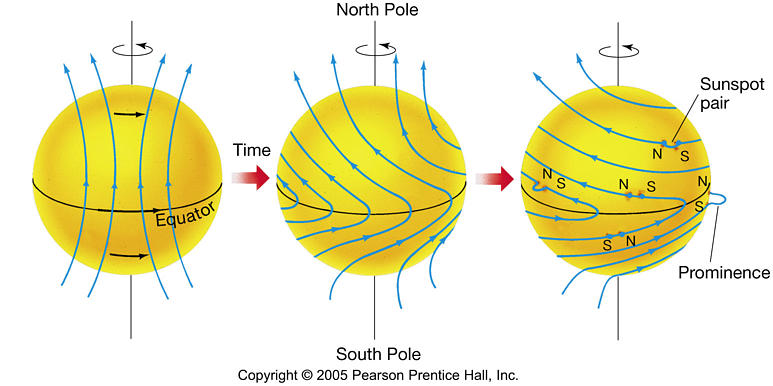 North Pole
Sunspot
pair
Time
Equator
N S
N S
N S
N
S
S N
Prominence
South Pole
Copyright © 2005 Pearson Prentice Hall, Inc.